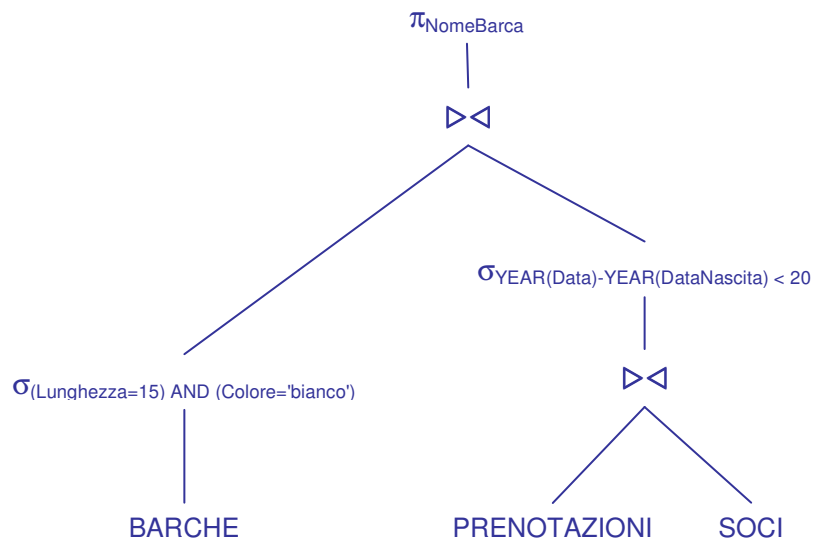 πNomeBarca
▷◁
σYEAR(Data)-YEAR(DataNascita) < 20
σ(Lunghezza=15) AND (Colore='bianco')
▷◁
BARCHE PRENOTAZIONI SOCI